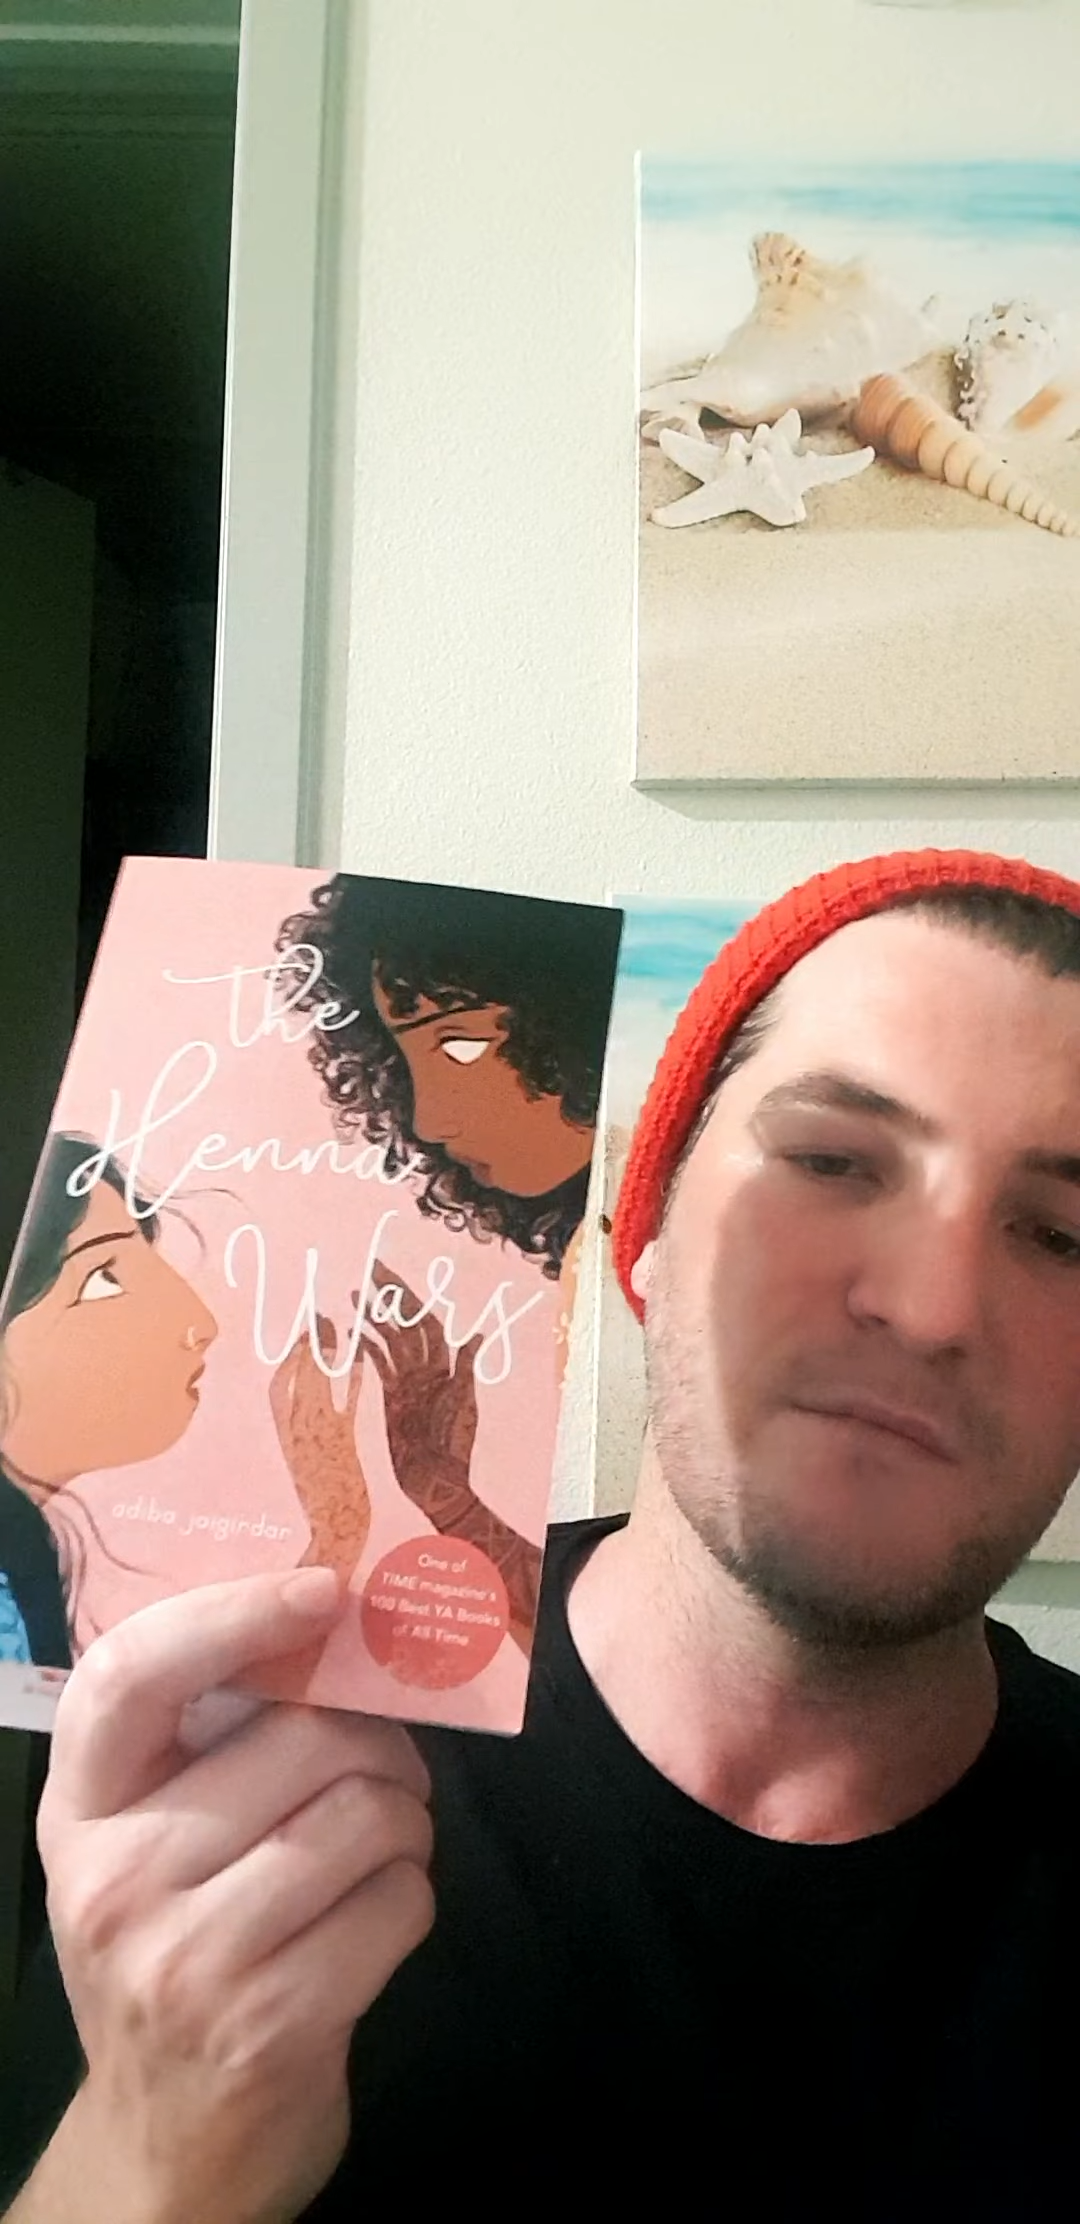 the
Henna
Wars
adiba jaigirdar
One of
TIME magazine's
100 Best YA Books
of All Time